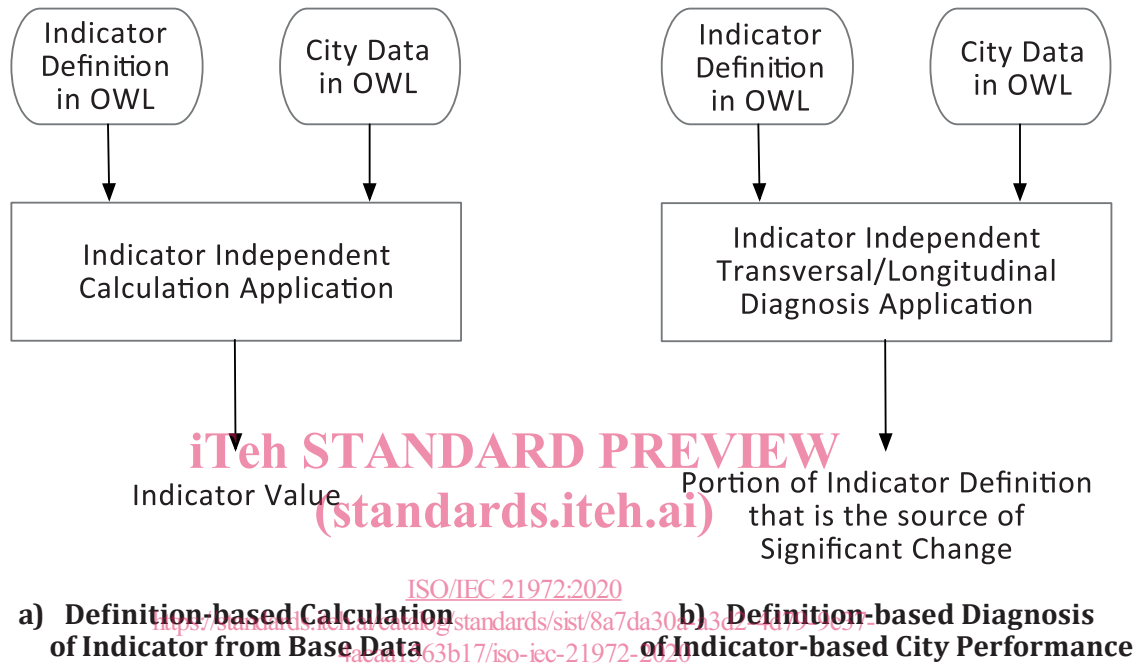 Indicator
Definition
in OWL
City Data
in OWL
Indicator Independent
Calculation Application
Indicator Value
a) Definition-based Calculation
of Indicator from Base Data
Indicator
Definition
in OWL
City Data
in OWL
Indicator Independent
Transversal/Longitudinal
Diagnosis Application
Portion of Indicator Definition
that is the source of
Significant Change
b) Definition-based Diagnosis
of Indicator-based City Performance
iTeh STANDARD PREVIEW
(standards.iteh.ai)
ISO/IEC 21972:2020